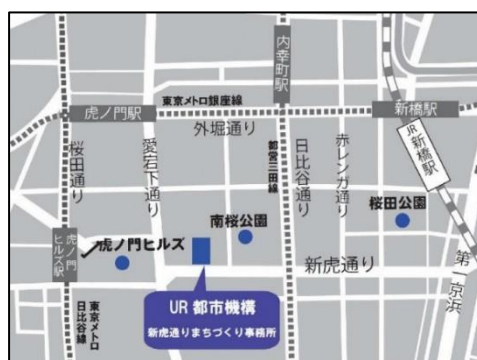 内幸町駅
東京メトロ銀座線
虎ノ門駅
新橋駅
外堀通り
JR新橋駅
桜田通り
愛宕下通り
都営三田線
日比谷通り
赤レンガ通り
桜田公園
南桜公園
虎ノ門
ヒルズ駅
虎ノ門ヒルズ
新虎通り
第一京浜
東京メトロ
日比谷線
UR 都市機構
新虎通りまちづくり事務所